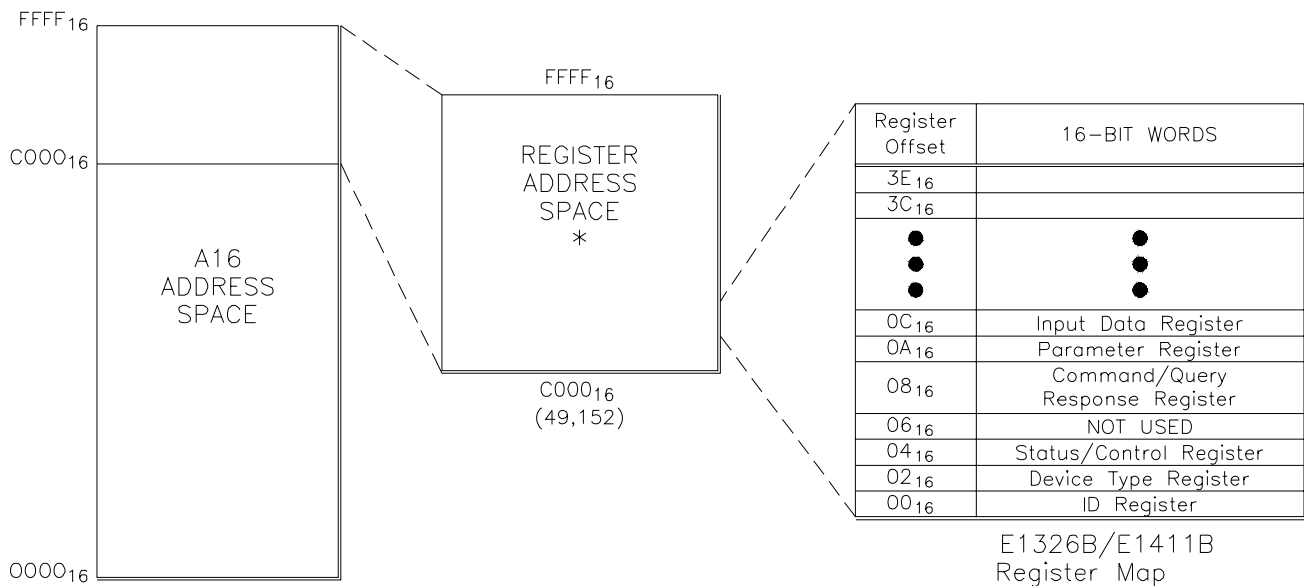 FFFF₁₆
C000₁₆
A16
ADDRESS
SPACE
0000₁₆
FFFF₁₆
REGISTER
ADDRESS
SPACE
*
C000₁₆
(49,152)
Register Offset 16-BIT WORDS
3E₁₆
3C₁₆
0C₁₆ Input Data Register
0A₁₆ Parameter Register
08₁₆ Command/Query Response Register
06₁₆ NOT USED
04₁₆ Status/Control Register
02₁₆ Device Type Register
00₁₆ ID Register
E1326B/E1411B
Register Map